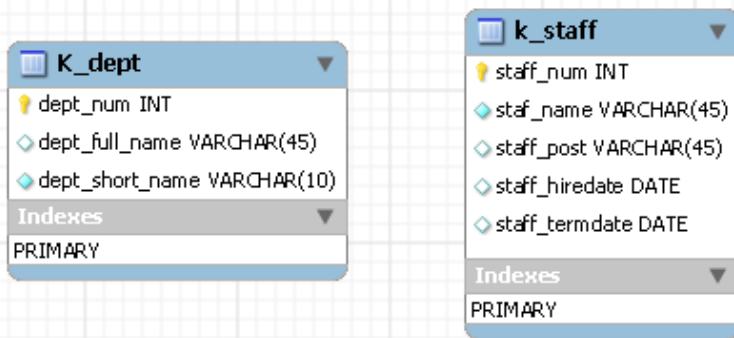 K_dept
dept_num INT
dept_full_name VARCHAR(45)
dept_short_name VARCHAR(10)
Indexes
PRIMARY
k_staff
staff_num INT
staf_name VARCHAR(45)
staff_post VARCHAR(45)
staff_hiredate DATE
staff_termdate DATE
Indexes
PRIMARY